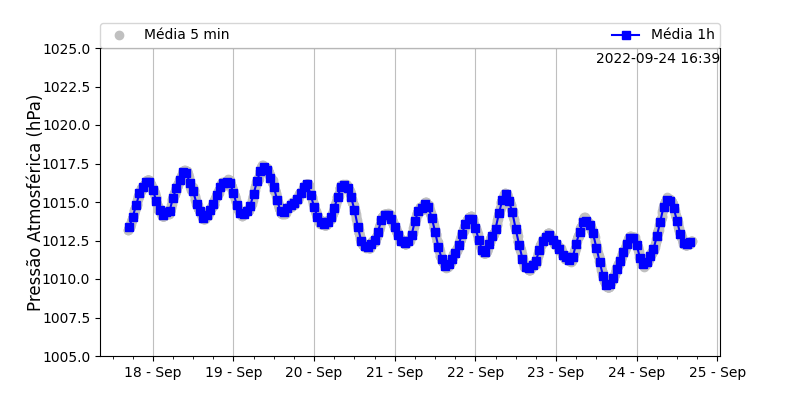 Média 5 min
Média 1h
2022-09-24 16:39
Pressão Atmosférica (hPa)
1025.0
1022.5
1020.0
1017.5
1015.0
1012.5
1010.0
1007.5
1005.0
18 - Sep
19 - Sep
20 - Sep
21 - Sep
22 - Sep
23 - Sep
24 - Sep
25 - Sep